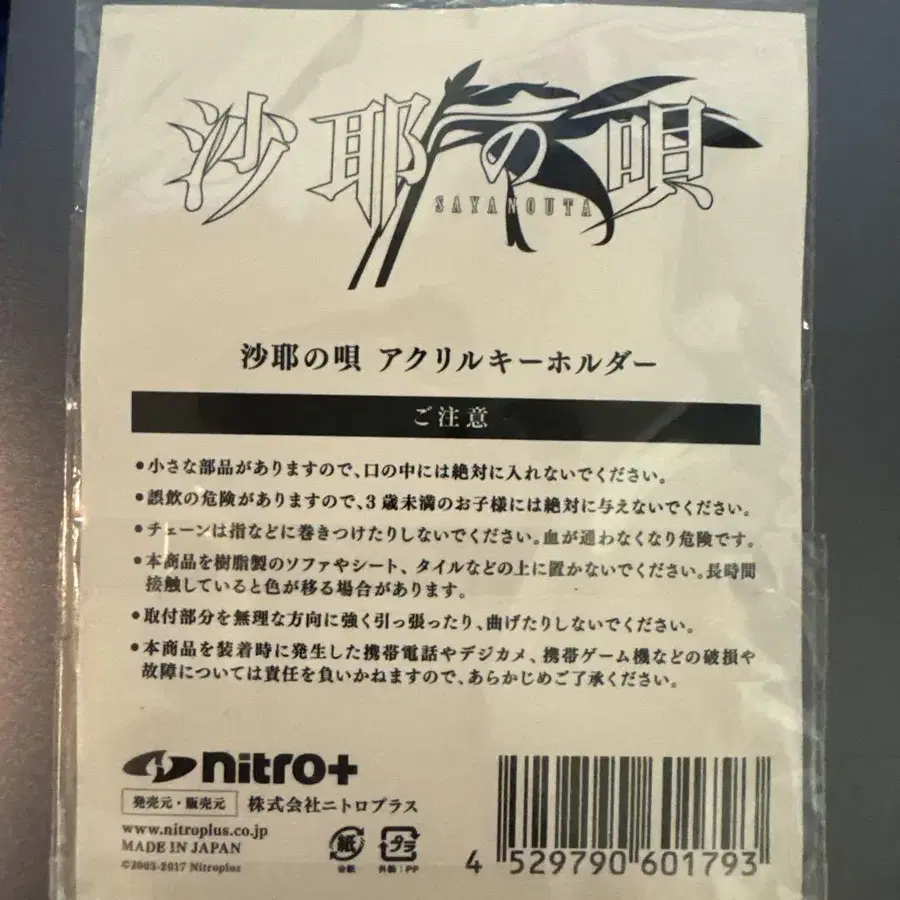 沙耶の唄
SAYANOUTA
沙耶の唄 アクリルキーホルダー
ご注意
●小さな部品がありますので、口の中には絶対に入れないでください。
●誤飲の危険がありますので、3歳未満のお子様には絶対に与えないでください。
●チェーンは指などに巻きつけたりしないでください。血が通わなくなり危険です。
●本商品を樹脂製のソファやシート、タイルなどの上に置かないでください。長時間
接触していると色が移る場合があります。
●取付部分を無理な方向に強く引っ張ったり、曲げたりしないでください。
●本商品を装着時に発生した携帯電話やデジカメ、携帯ゲーム機などの破損や
故障については責任を負いかねますので、あらかじめご了承ください。
nitro+
発売元・販売元 株式会社ニトロプラス
www.nitroplus.co.jp
MADE IN JAPAN
©2003-2017 Nitroplus
紙
台紙
プラ
外装:PP
4 529790 601793